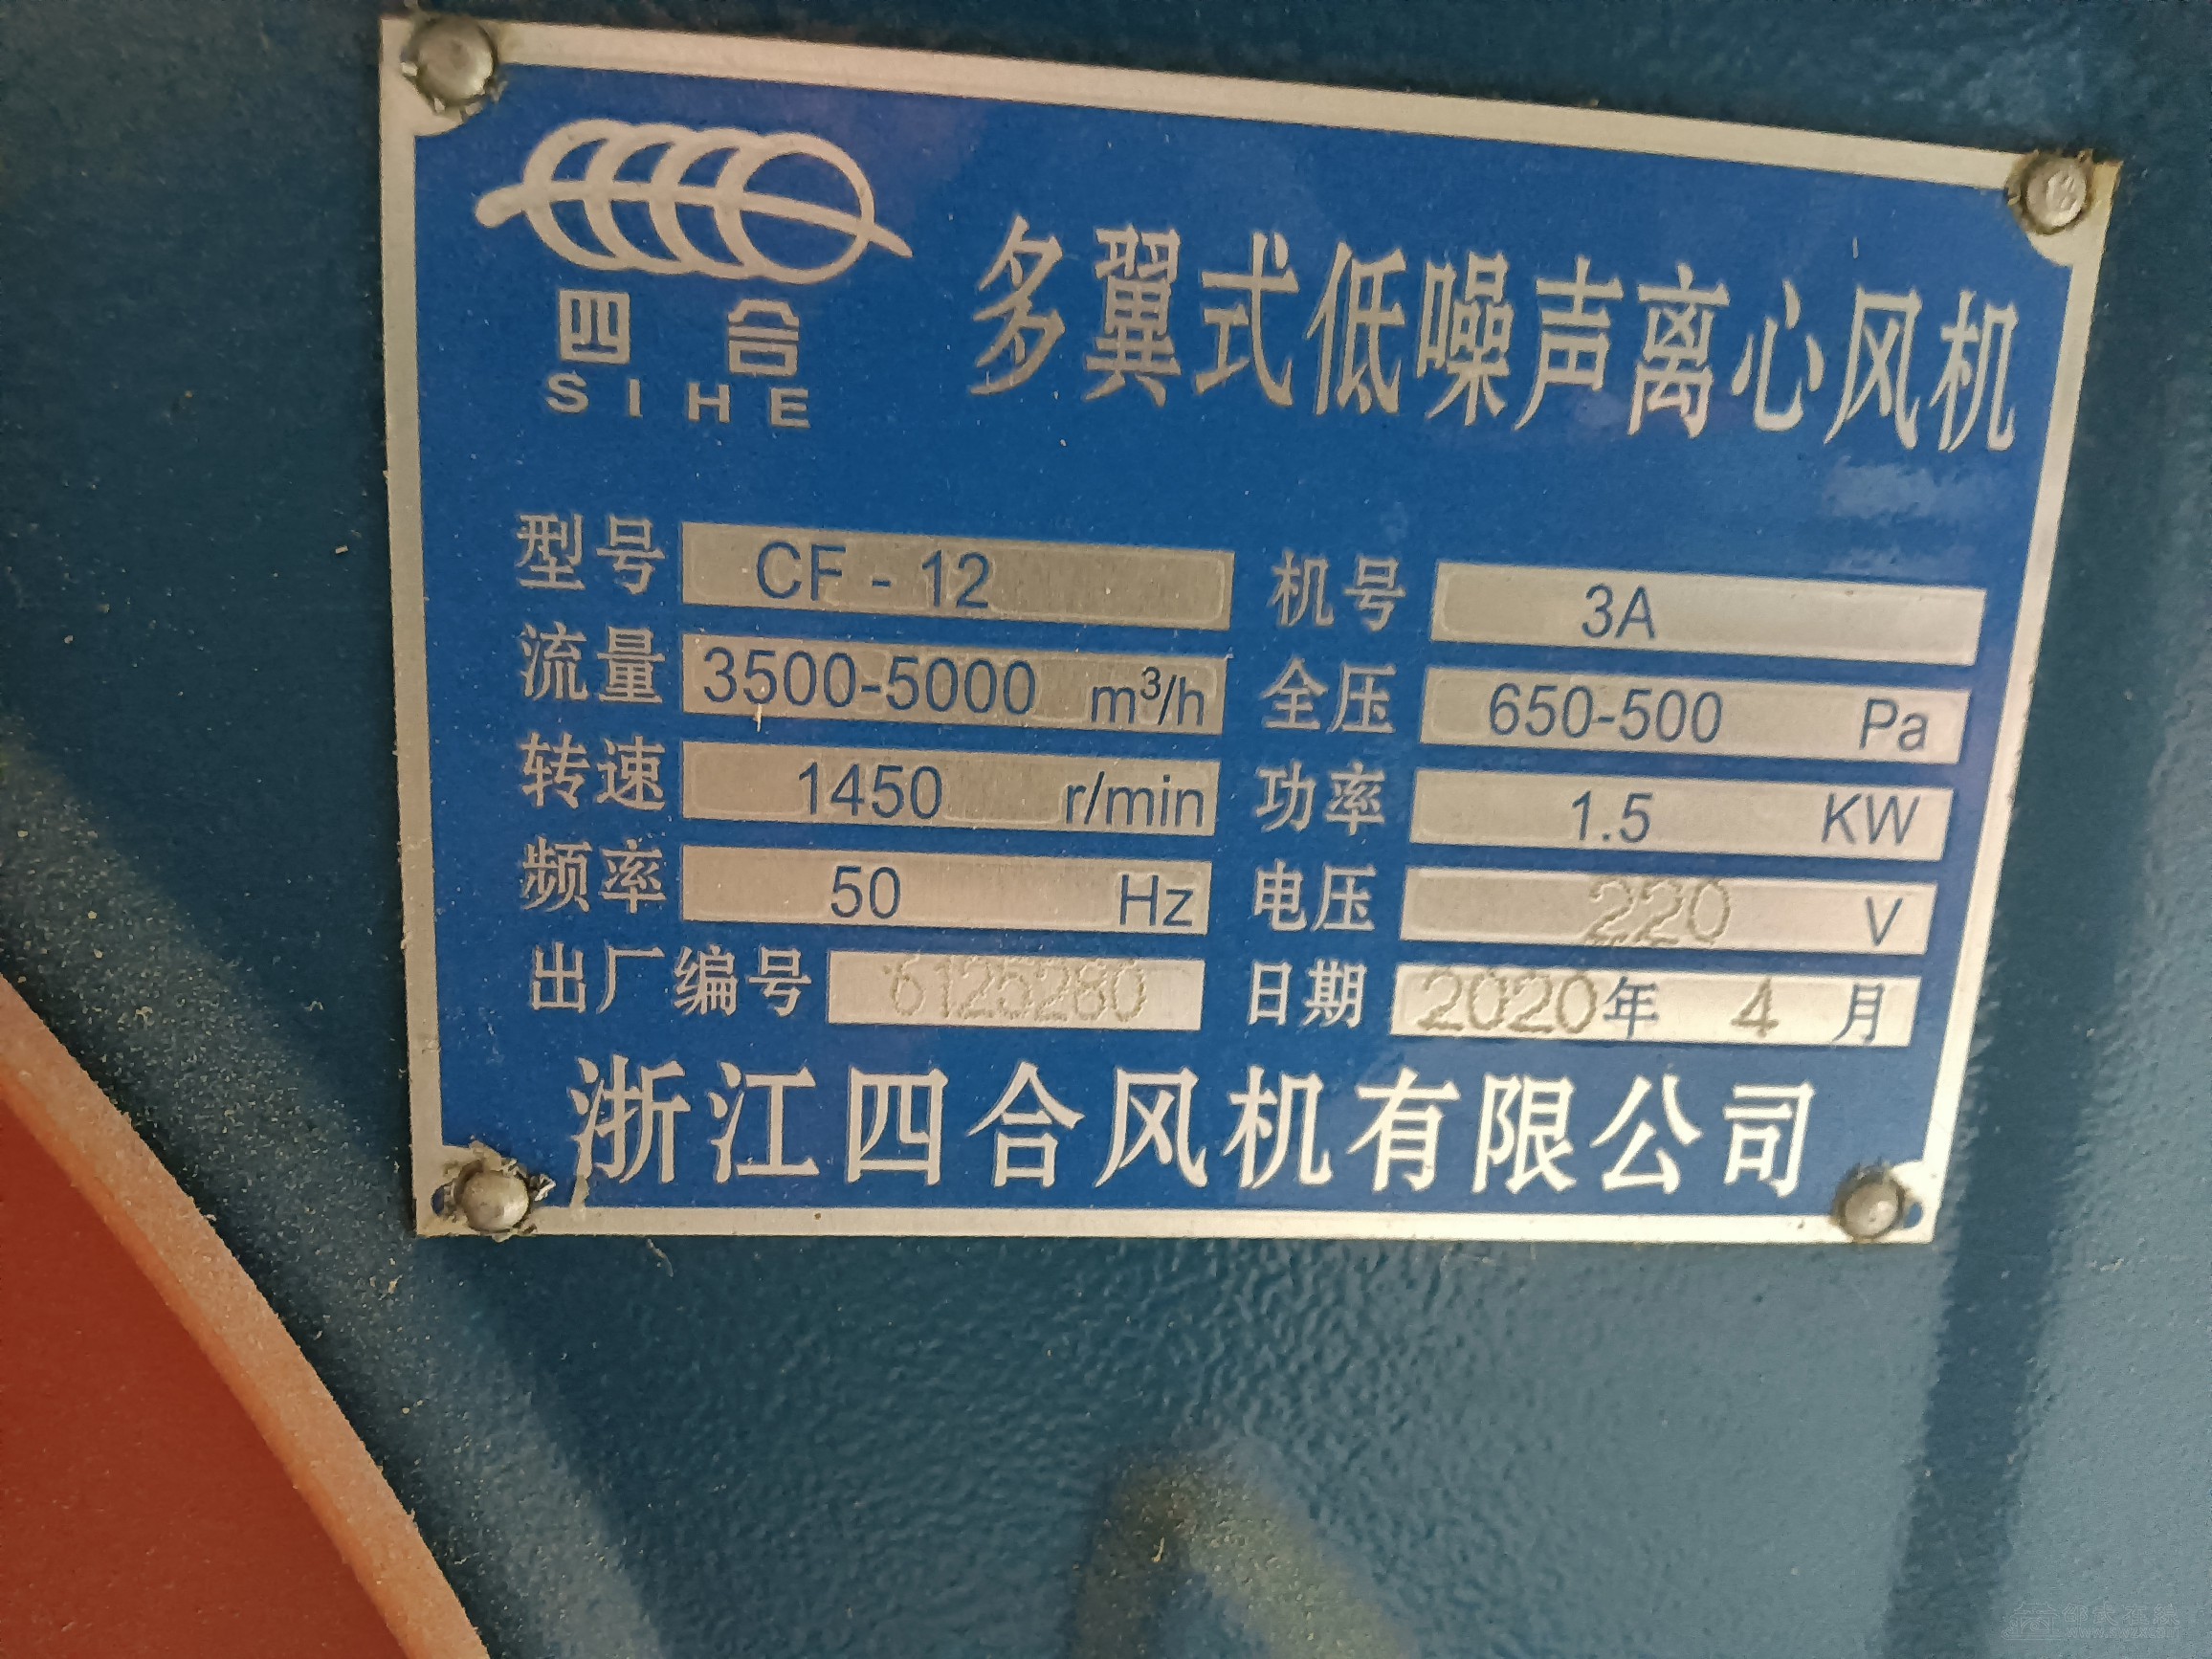 四合
SIHE
多翼式低噪声离心风机
型号 CF-12 机号 3A
流量 3500-5000 m³/h 全压 650-500 Pa
转速 1450 r/min 功率 1.5 KW
频率 50 Hz 电压 220 V
出厂编号 6125280 日期 2020年 4 月
浙江四合风机有限公司